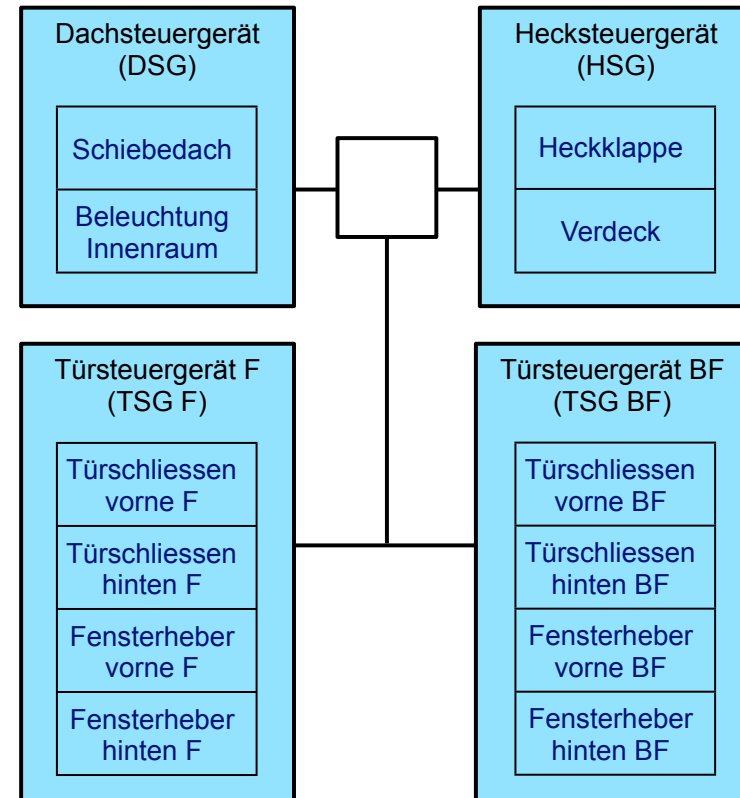 Dachsteuergerät
(DSG)
Schiebedach
Beleuchtung
Innenraum
Hecksteuergerät
(HSG)
Heckklappe
Verdeck
Türsteuergerät F
(TSG F)
Türschliessen
vorne F
Türschliessen
hinten F
Fensterheber
vorne F
Fensterheber
hinten F
Türsteuergerät BF
(TSG BF)
Türschliessen
vorne BF
Türschliessen
hinten BF
Fensterheber
vorne BF
Fensterheber
hinten BF